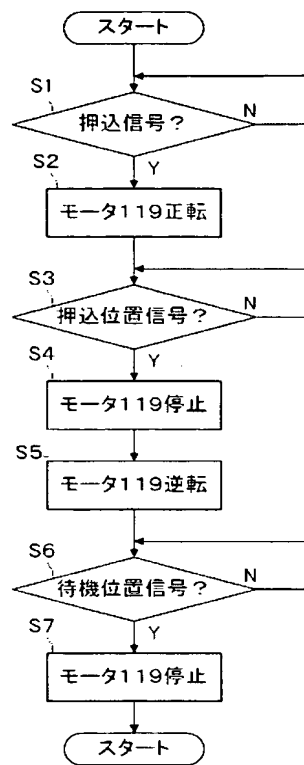 スタート
S1
押込信号?
N
Y
S2
モータ119正転
S3
押込位置信号?
N
Y
S4
モータ119停止
S5
モータ119逆転
S6
待機位置信号?
N
Y
S7
モータ119停止
スタート